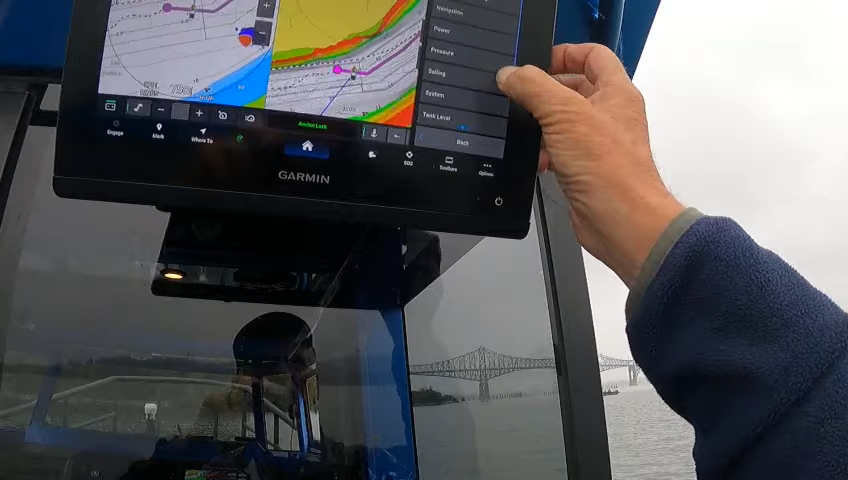 Navigation
Power
Pressure
Sailing
System
Tank Level
Back
Anchor Lock
Engage
Mark
Where To
SOS
Toolbars
Options
GARMIN